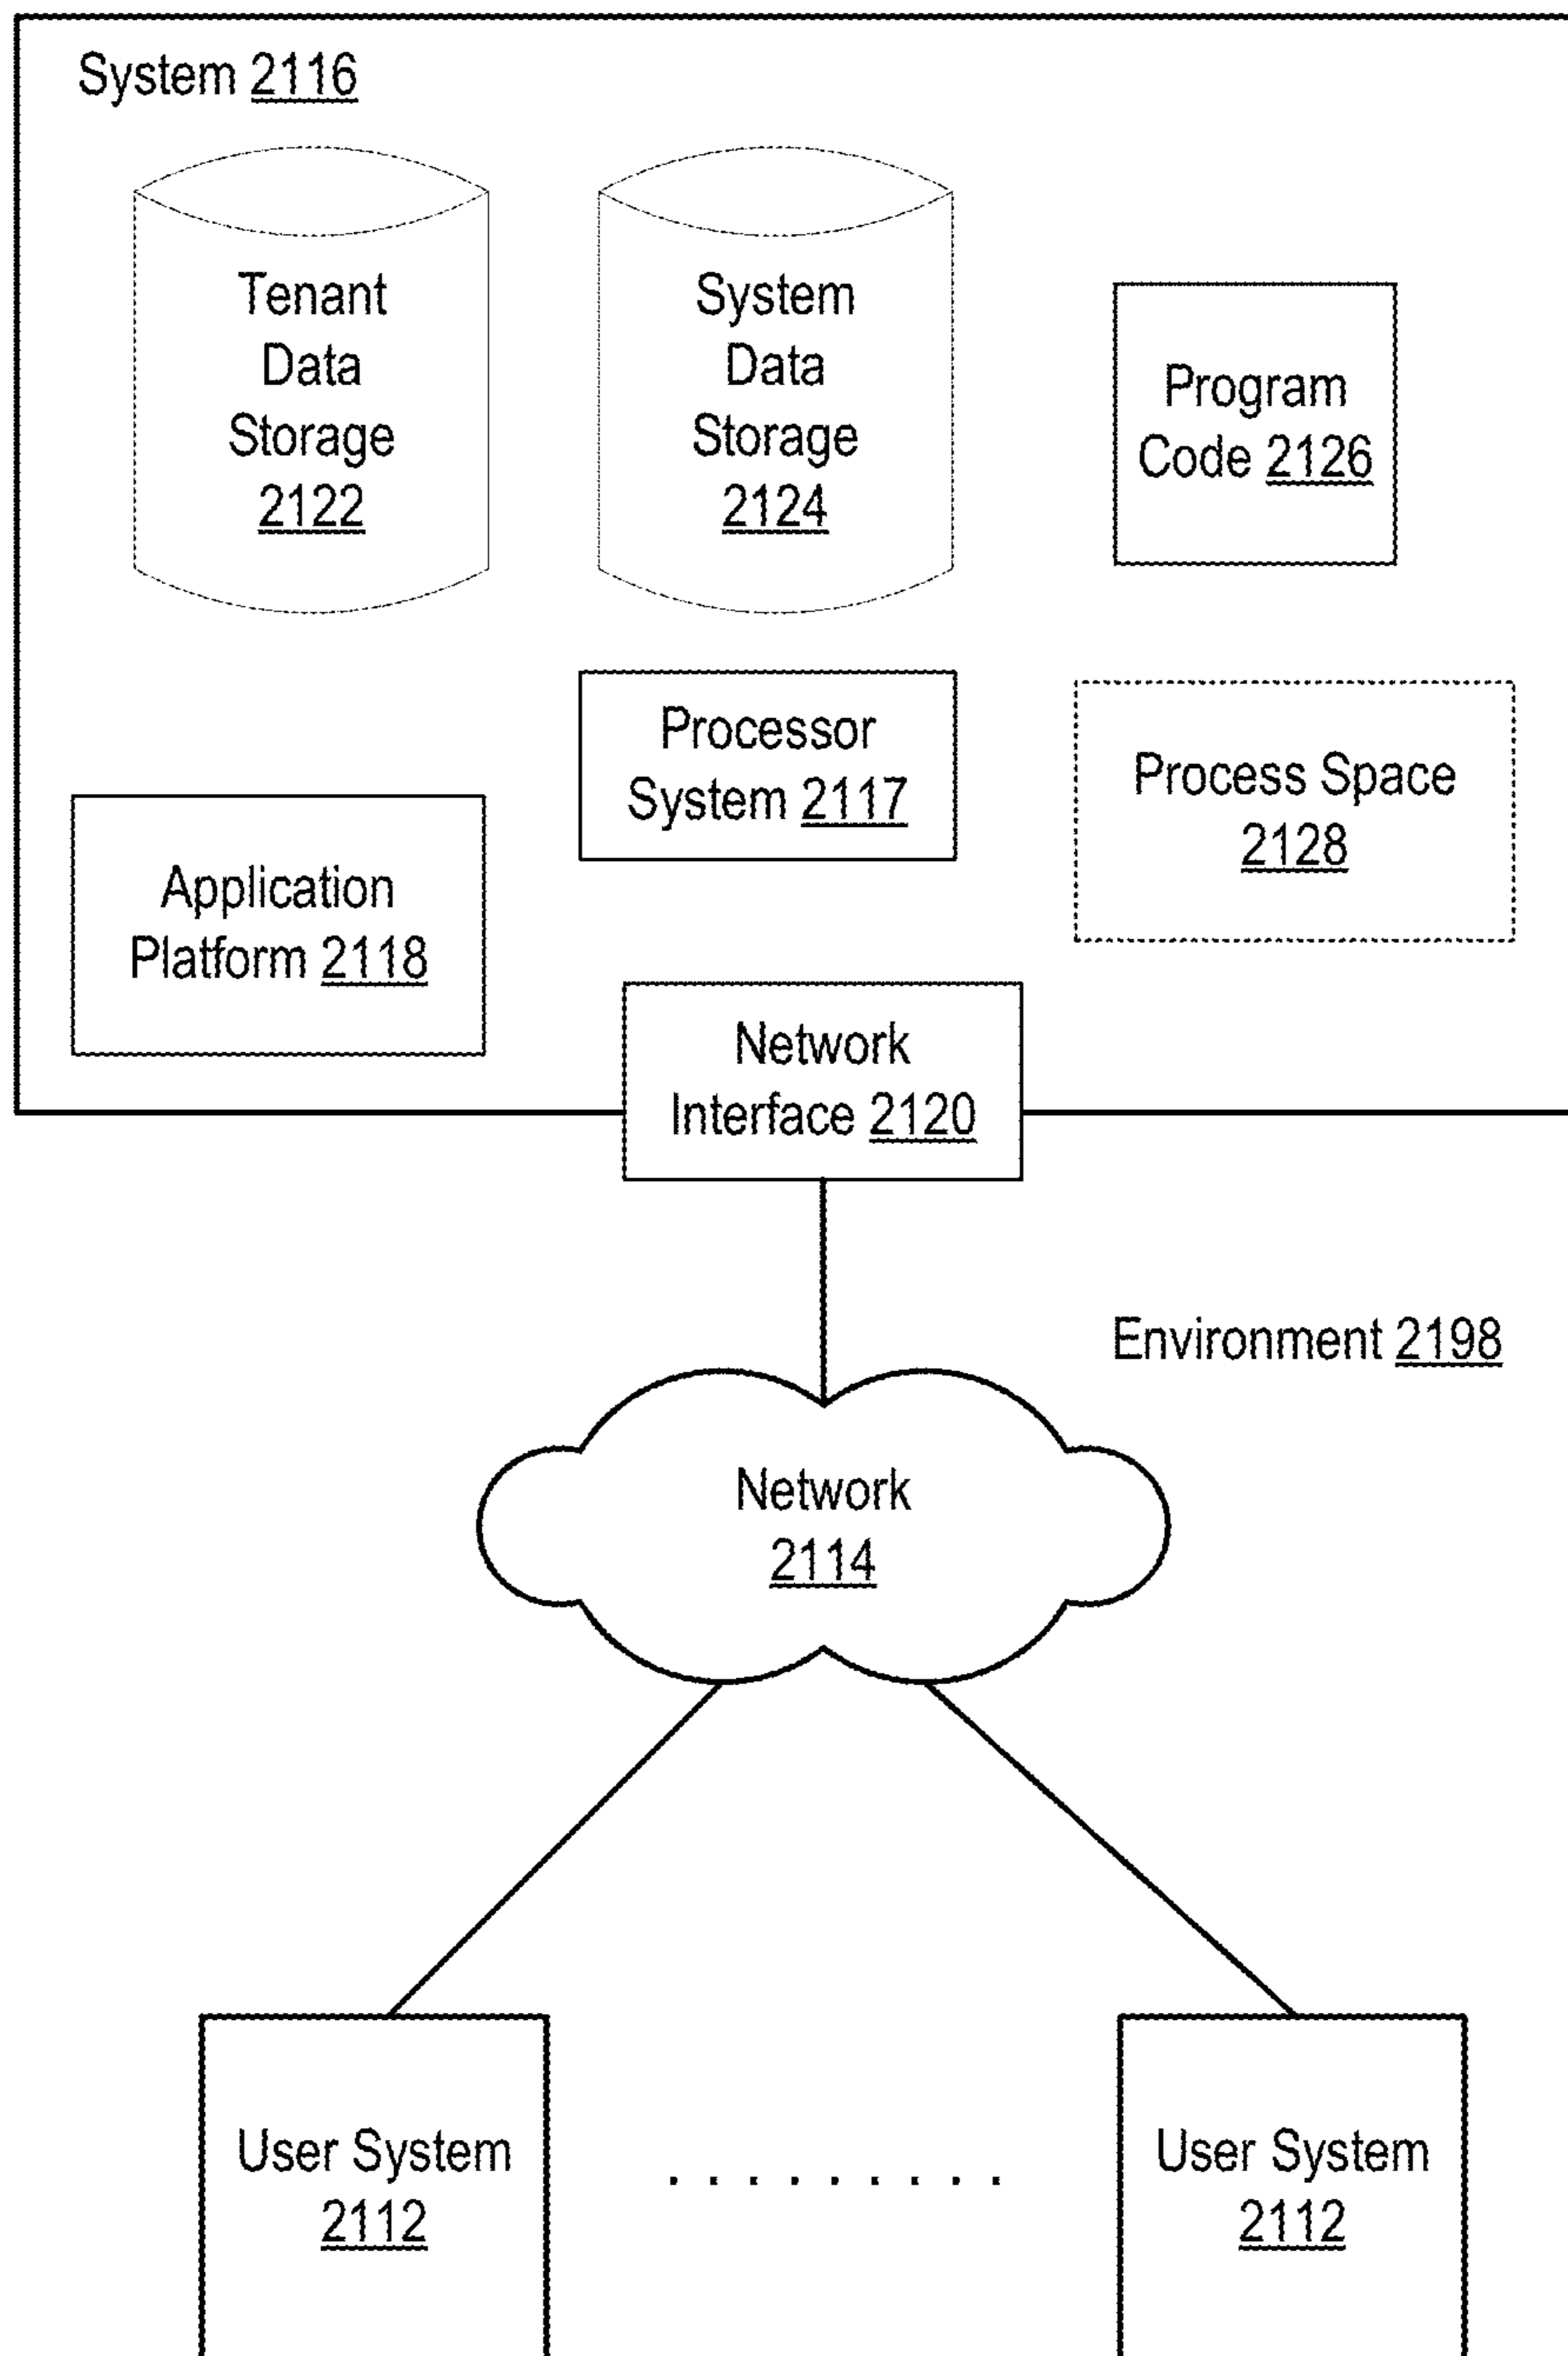 System 2116
Tenant
Data
Storage
2122
System
Data
Storage
2124
Program
Code 2126
Processor
System 2117
Process Space
2128
Application
Platform 2118
Network
Interface 2120
Environment 2198
Network
2114
User System
2112
. . . . . . . . .
User System
2112